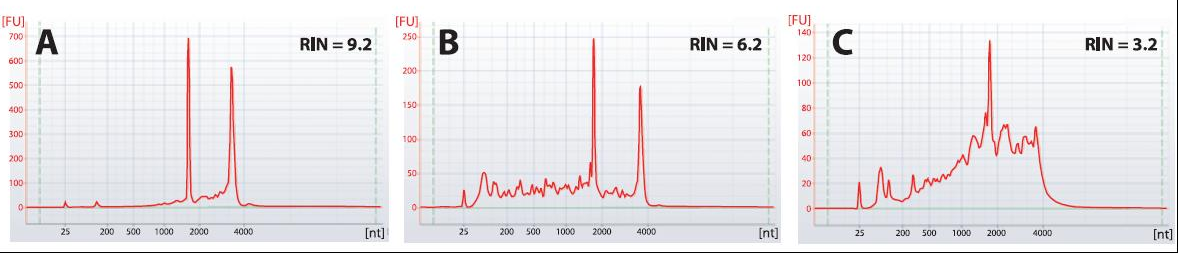 [FU]
A
RIN = 9.2
700
600
500
400
300
200
100
0
25 200 500 1000 2000 4000 [nt]
[FU]
B
RIN = 6.2
250
200
150
100
50
0
25 200 500 1000 2000 4000 [nt]
[FU]
C
RIN = 3.2
140
120
100
80
60
40
20
0
25 200 500 1000 2000 4000 [nt]